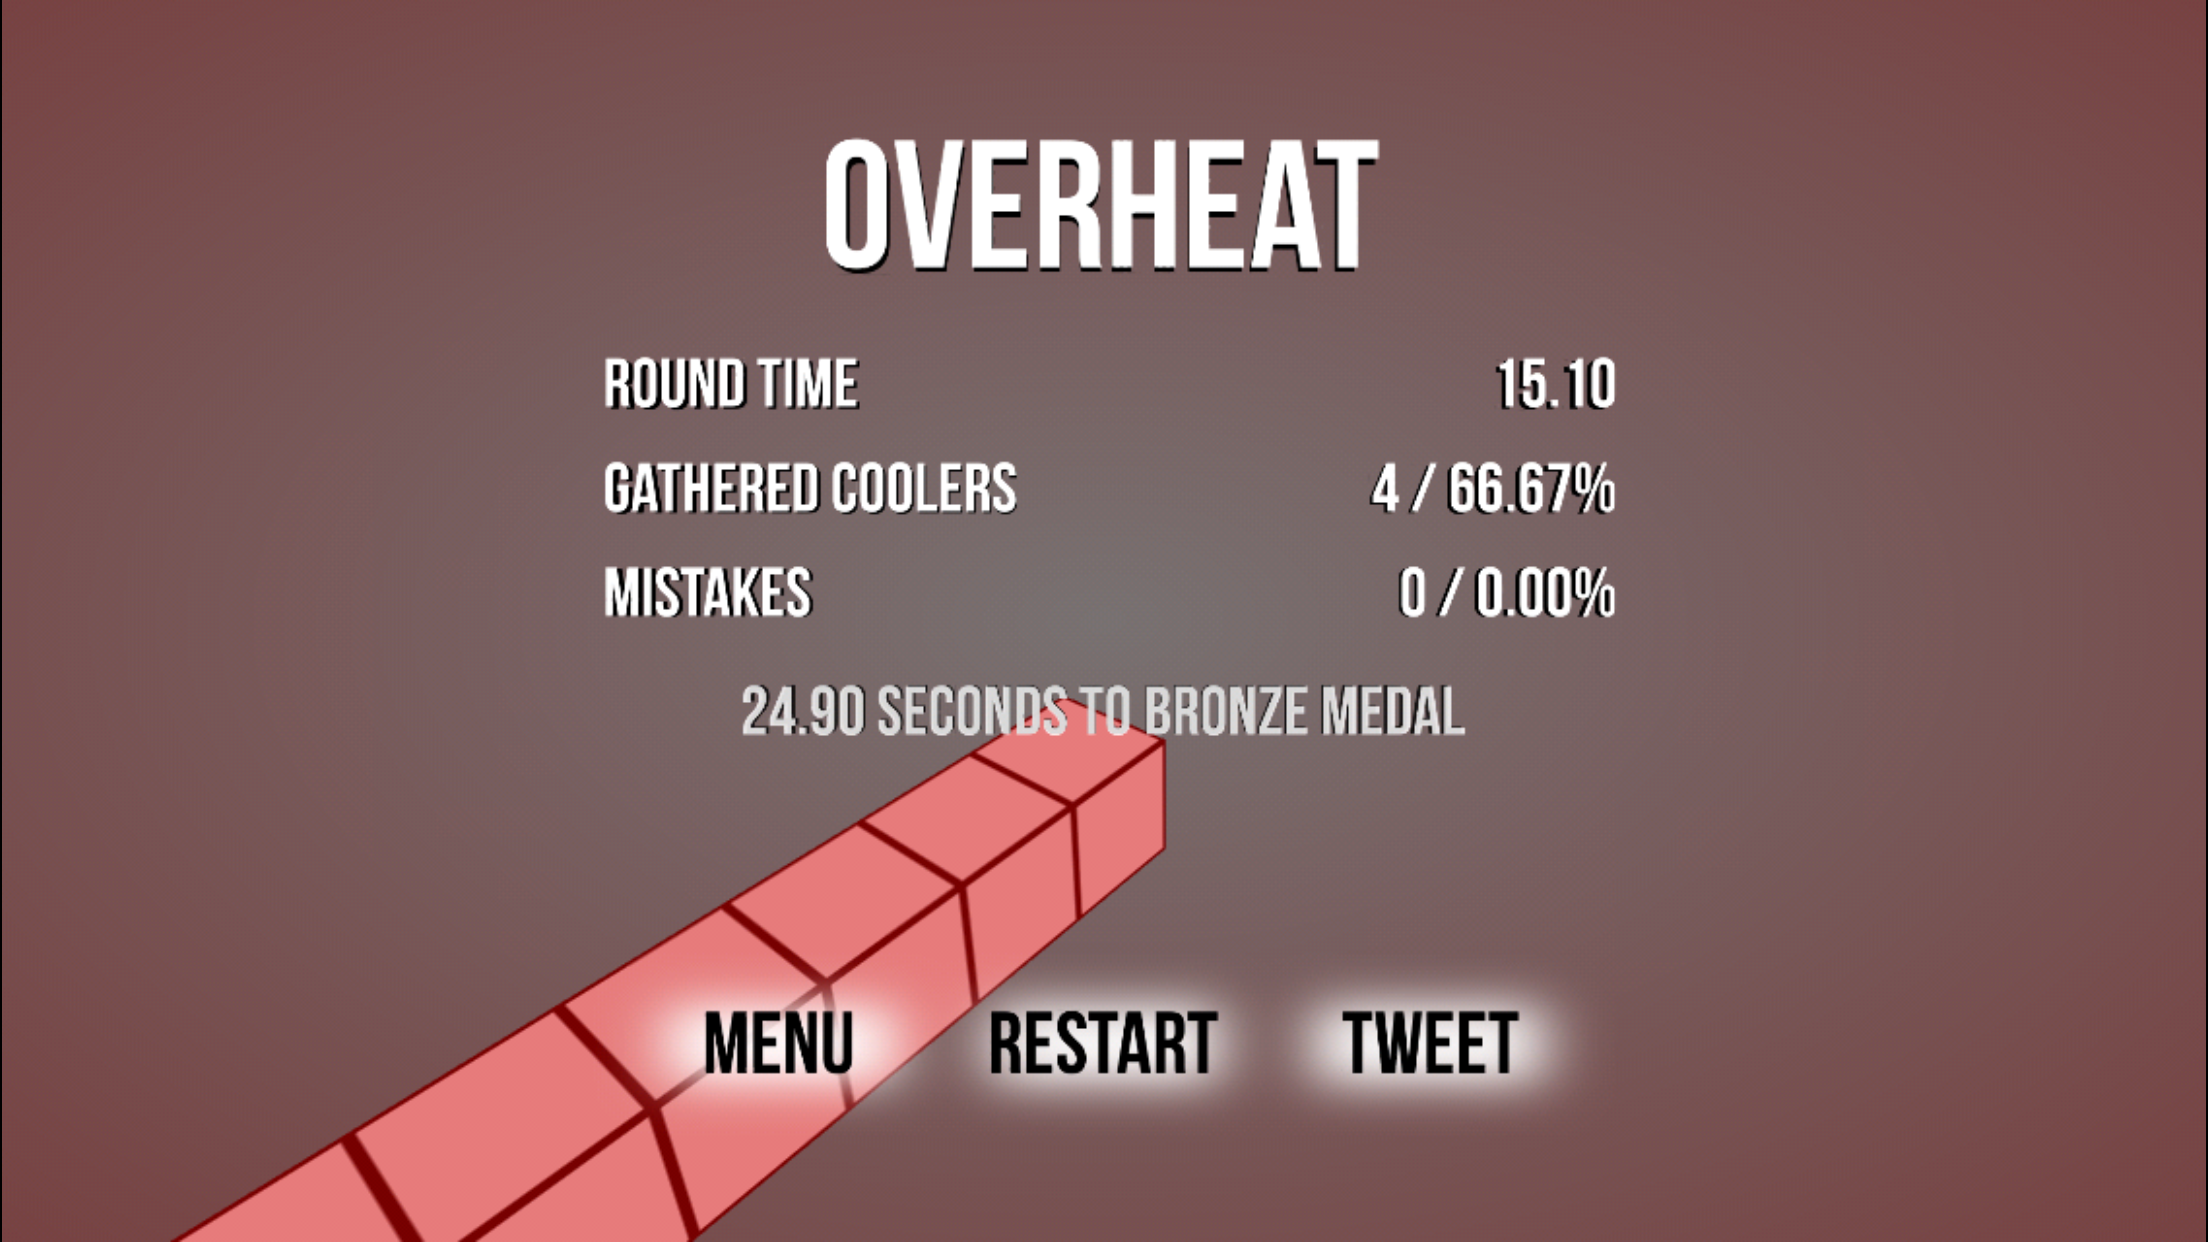 OVERHEAT
ROUND TIME 15.10
GATHERED COOLERS 4 / 66.67%
MISTAKES 0 / 0.00%
24.90 SECONDS TO BRONZE MEDAL
MENU RESTART TWEET